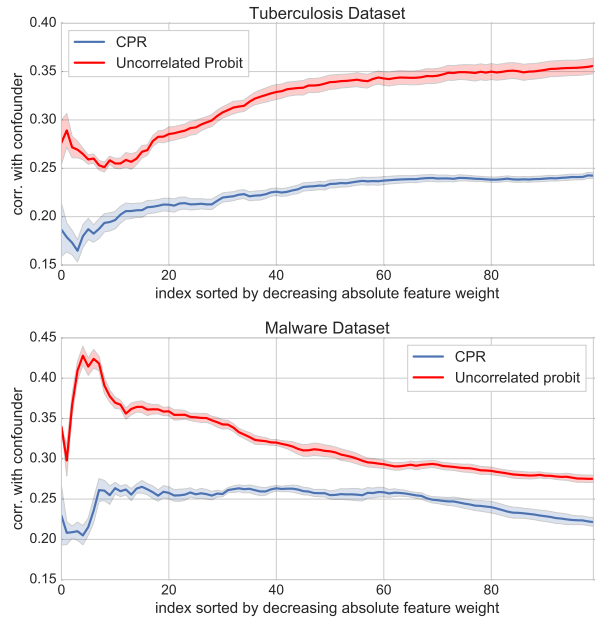 Tuberculosis Dataset
0.40
CPR
Uncorrelated Probit
0.35
0.30
0.25
0.20
0.15
corr. with confounder
0 20 40 60 80
index sorted by decreasing absolute feature weight
Malware Dataset
0.45
CPR
Uncorrelated probit
0.40
0.35
0.30
0.25
0.20
0.15
corr. with confounder
0 20 40 60 80
index sorted by decreasing absolute feature weight